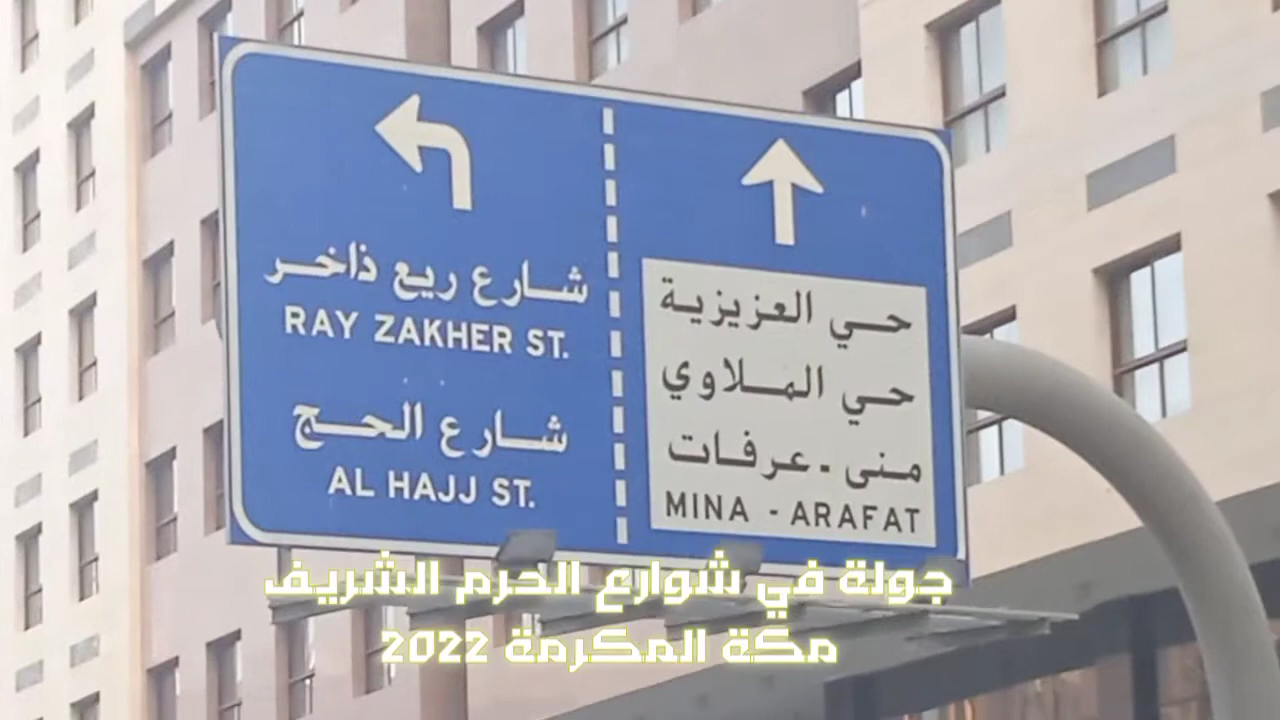 شارع ريع ذاخر
RAY ZAKHER ST.
شارع الحج
AL HAJJ ST.
حي العزيزية
حي الملاوي
منى - عرفات
MINA - ARAFAT
جولة في شوارع الحرم الشريف
مكة المكرمة 2022